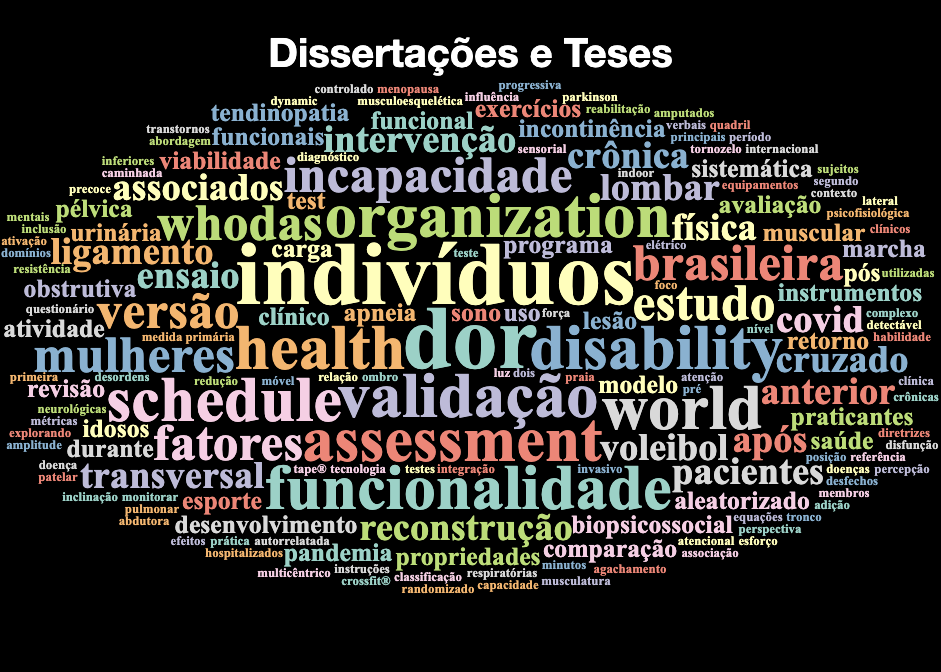 Dissertações e Teses
progressiva
controlado menopausa
dynamic musculoesquelética influência parkinson
tendinopatia funcional exercícios reabilitação amputados
transtornos funcionais intervenção incontinência verbais quadril
abordagem sensorial principais período
inferiores viabilidade diagnóstico crônica tornozelo internacional
caminhada incapacidade indoor sistemática sujeitos
precoce associados test lombar equipamentos segundo
contexto
mentais pélvica whodas organization física avaliação lateral
psicofisiológica
inclusão urinária muscular clínicos
ativação ligamento carga teste programa elétrico brasileira marcha
domínios
resistência ensaio indivíduos foco pós utilizadas
obstrutiva estudo instrumentos
questionário versão clínico apneia sono uso força lesão covid complexo
detectável
atividade medida primária dor nível retorno habilidade
mulheres health disability cruzado
primeira desordens relação ombro luz dois praia modelo atenção clínica
revisão redução móvel pré anterior crônicas
neurológicas schedule validação world praticantes
métricas
explorando idosos fatores assessment após saúde diretrizes
amplitude durante voleibol disfunção
posição referência
doença transversal tape® tecnologia testes integração invasivo pacientes doenças percepção
patelar funcionalidade desfechos
inclinação monitorar esporte aleatorizado membros
pulmonar adição
abdutora desenvolvimento reconstrução biopsicossocial equações tronco
perspectiva
efeitos prática autorrelatada atencional esforço
hospitalizados pandemia propriedades comparação associação
multicêntrico instruções classificação respiratórias minutos agachamento
crossfit® musculatura
randomizado capacidade